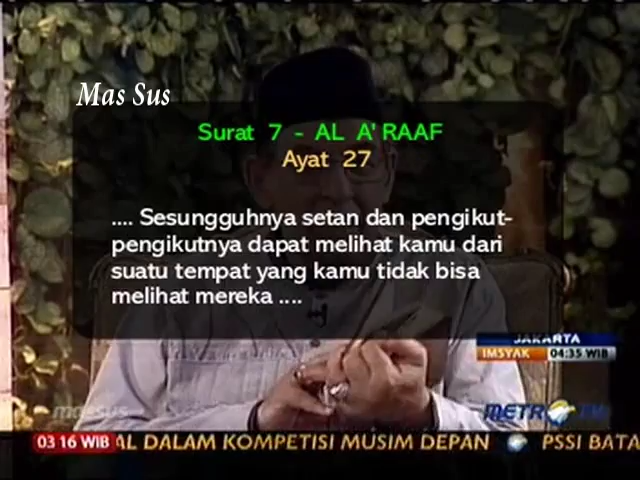 Mas Sus
Surat 7 - AL A'RAAF
Ayat 27
.... Sesungguhnya setan dan pengikut-
pengikutnya dapat melihat kamu dari
suatu tempat yang kamu tidak bisa
melihat mereka ....
JAKARTA
IMSYAK 04:35 WIB
massus
METRO TV
03 16 WIB AL DALAM KOMPETISI MUSIM DEPAN PSSI BATA